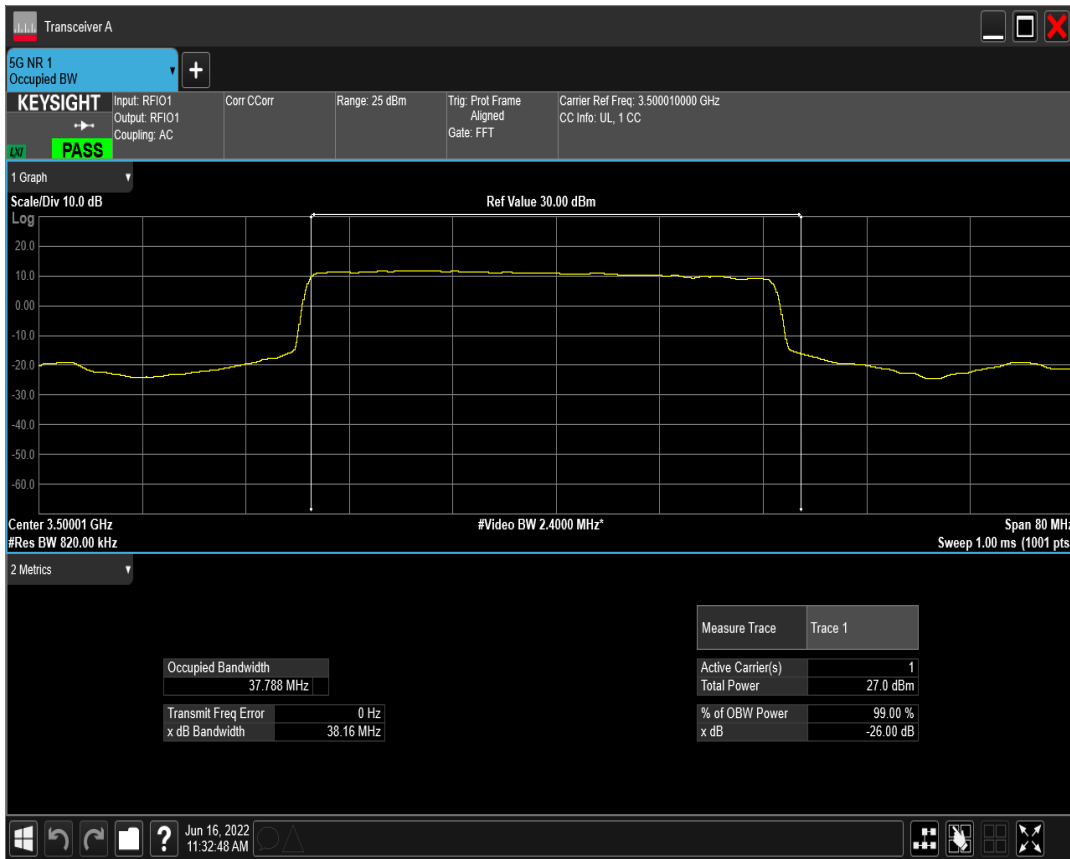 Transceiver A
5G NR 1
Occupied BW
+
KEYSIGHT
LXI
PASS
Input: RFIO1
Output: RFIO1
Coupling: AC
Corr CCorr
Range: 25 dBm
Trig: Prot Frame
Aligned
Gate: FFT
Carrier Ref Freq: 3.500010000 GHz
CC Info: UL, 1 CC
1 Graph
Scale/Div 10.0 dB
Ref Value 30.00 dBm
Log
20.0
10.0
0.00
-10.0
-20.0
-30.0
-40.0
-50.0
-60.0
Center 3.50001 GHz
#Video BW 2.4000 MHz*
Span 80 MHz
#Res BW 820.00 kHz
Sweep 1.00 ms (1001 pts
2 Metrics
Measure Trace Trace 1
Occupied Bandwidth
37.788 MHz
Active Carrier(s) 1
Total Power 27.0 dBm
Transmit Freq Error 0 Hz
x dB Bandwidth 38.16 MHz
% of OBW Power 99.00 %
x dB -26.00 dB
?
Jun 16, 2022
11:32:48 AM